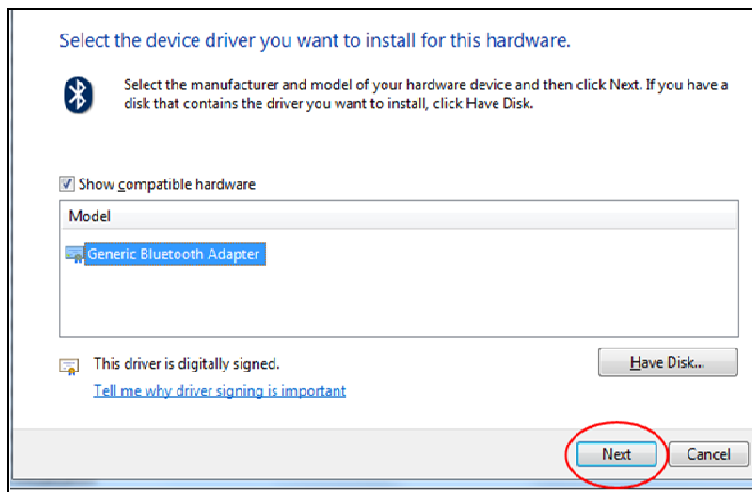 Select the device driver you want to install for this hardware.
Select the manufacturer and model of your hardware device and then click Next. If you have a
disk that contains the driver you want to install, click Have Disk.
Show compatible hardware
Model
Generic Bluetooth Adapter
This driver is digitally signed.
Have Disk...
Tell me why driver signing is important
Next
Cancel